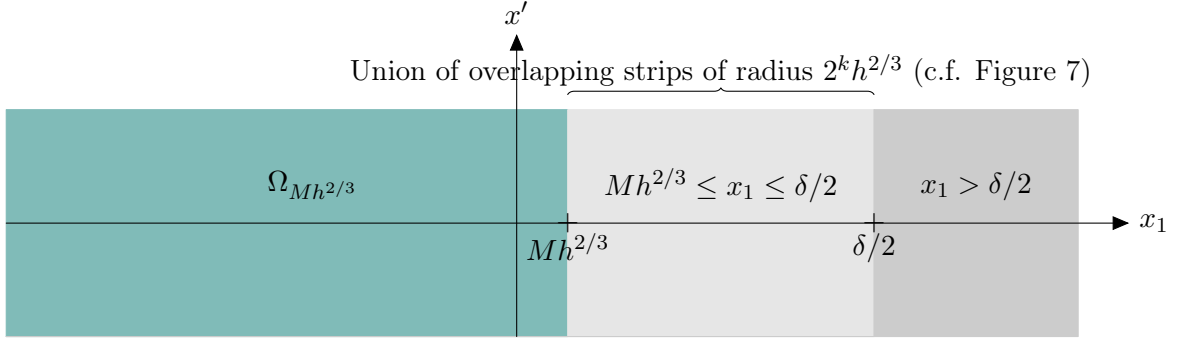 x′
Union of overlapping strips of radius 2^k h^{2/3} (c.f. Figure 7)
Ω_{Mh^{2/3}}
Mh^{2/3} ≤ x_1 ≤ δ/2
x_1 > δ/2
x_1
Mh^{2/3}
δ/2